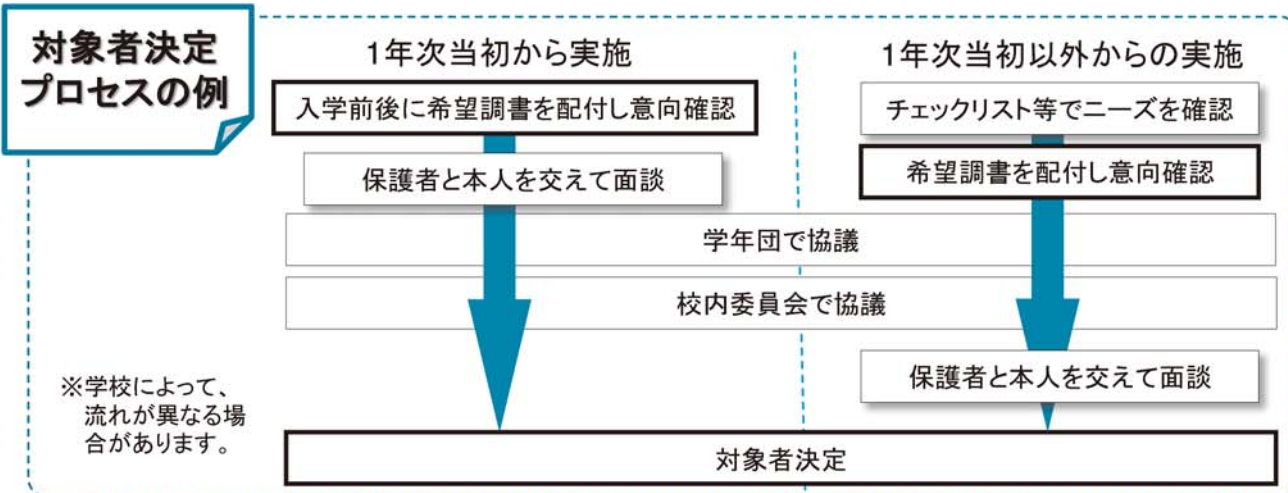 対象者決定
プロセスの例
1年次当初から実施
入学前後に希望調書を配付し意向確認
保護者と本人を交えて面談
1年次当初以外からの実施
チェックリスト等でニーズを確認
希望調書を配付し意向確認
学年団で協議
校内委員会で協議
保護者と本人を交えて面談
※学校によって、
流れが異なる場
合があります。
対象者決定